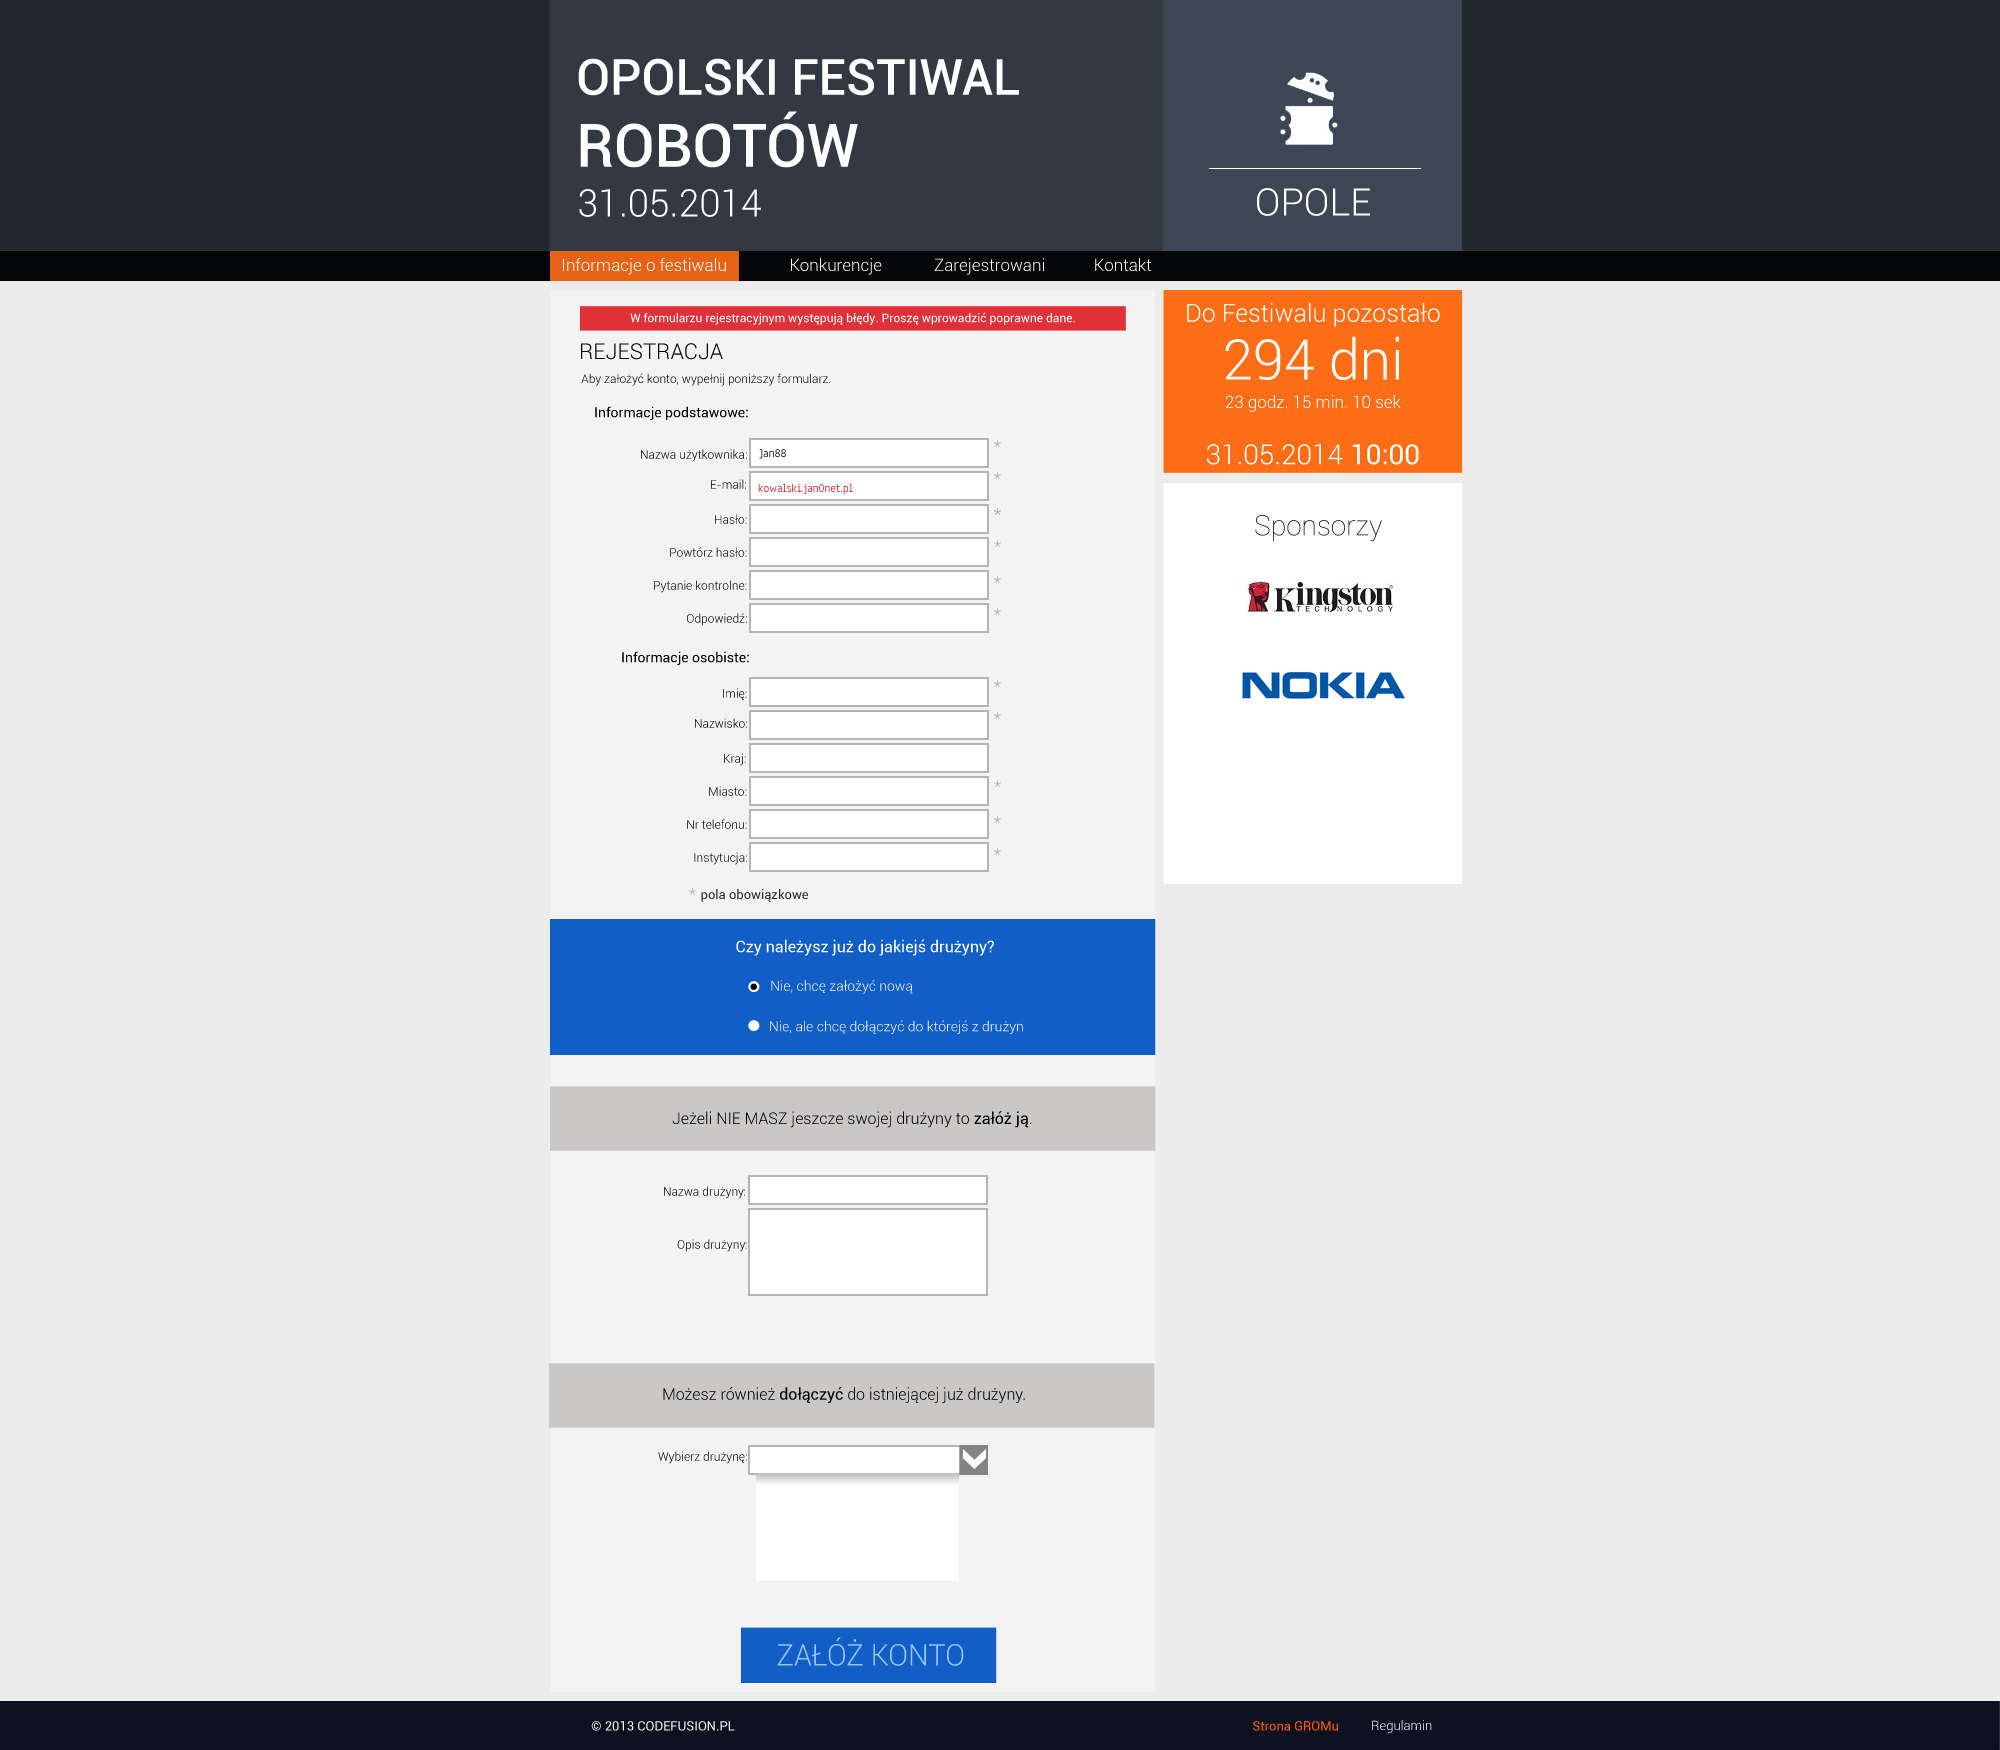 OPOLSKI FESTIWAL
ROBOTÓW
31.05.2014
OPOLE
Informacje o festiwalu
Konkurencje
Zarejestrowani
Kontakt
W formularzu rejestracyjnym występują błędy. Proszę wprowadzić poprawne dane.
REJESTRACJA
Aby założyć konto, wypełnij poniższy formularz.
Informacje podstawowe:
Nazwa użytkownika: Jan88 *
E-mail: kowalski.jan0net.pl *
Hasło: *
Powtórz hasło: *
Pytanie kontrolne: *
Odpowiedź: *
Informacje osobiste:
Imię: *
Nazwisko: *
Kraj:
Miasto: *
Nr telefonu: *
Instytucja: *
* pola obowiązkowe
Czy należysz już do jakiejś drużyny?
Nie, chcę założyć nową
Nie, ale chcę dołączyć do którejś z drużyn
Jeżeli NIE MASZ jeszcze swojej drużyny to załóż ją.
Nazwa drużyny:
Opis drużyny:
Możesz również dołączyć do istniejącej już drużyny.
Wybierz drużynę:
ZAŁÓŻ KONTO
Do Festiwalu pozostało
294 dni
23 godz. 15 min. 10 sek
31.05.2014 10:00
Sponsorzy
Kingston
TECHNOLOGY
NOKIA
© 2013 CODEFUSION.PL
Strona GROMu
Regulamin